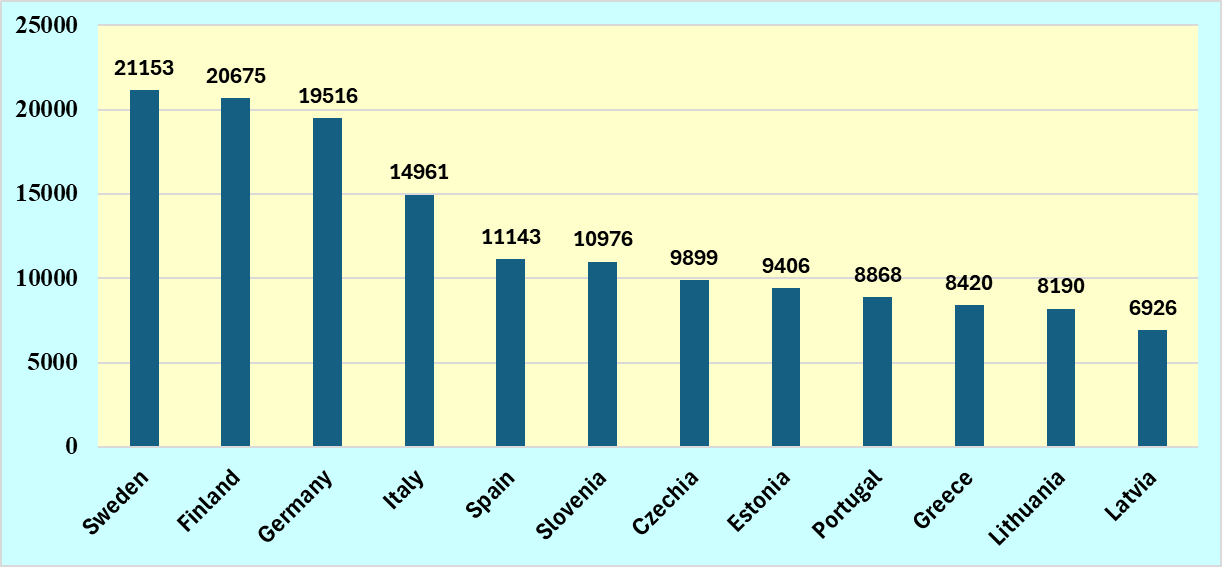 25000
20000
15000
10000
5000
0
21153
20675
19516
14961
11143
10976
9899
9406
8868
8420
8190
6926
Sweden
Finland
Germany
Italy
Spain
Slovenia
Czechia
Estonia
Portugal
Greece
Lithuania
Latvia